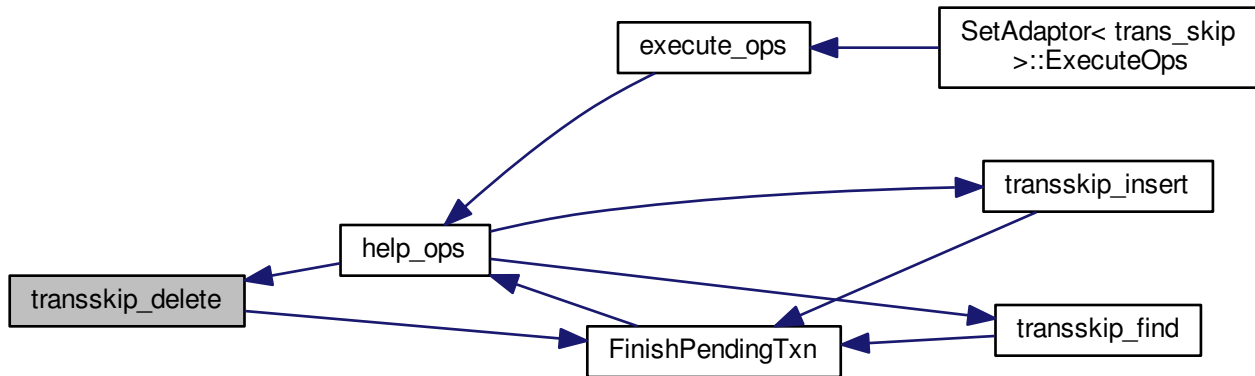 execute_ops
SetAdaptor< trans_skip
>::ExecuteOps
transskip_insert
help_ops
transskip_delete
transskip_find
FinishPendingTxn